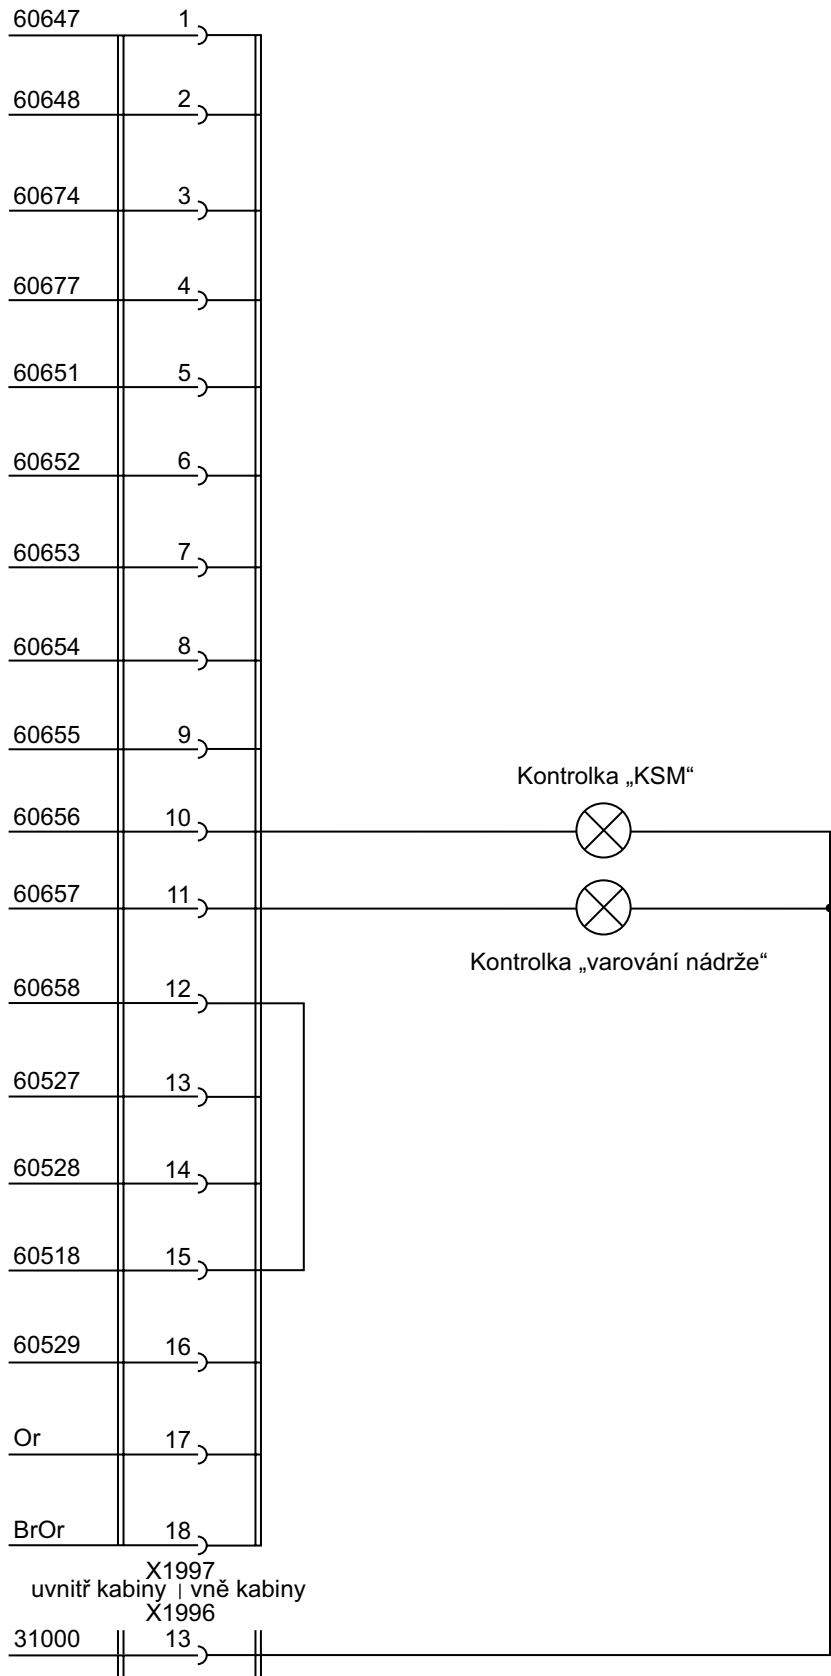 60647 1
60648 2
60674 3
60677 4
60651 5
60652 6
60653 7
60654 8
60655 9
Kontrolka „KSM“
60656 10
60657 11
Kontrolka „varování nádrže“
60658 12
60527 13
60528 14
60518 15
60529 16
Or 17
BrOr 18
X1997
uvnitř kabiny | vně kabiny
X1996
31000 13